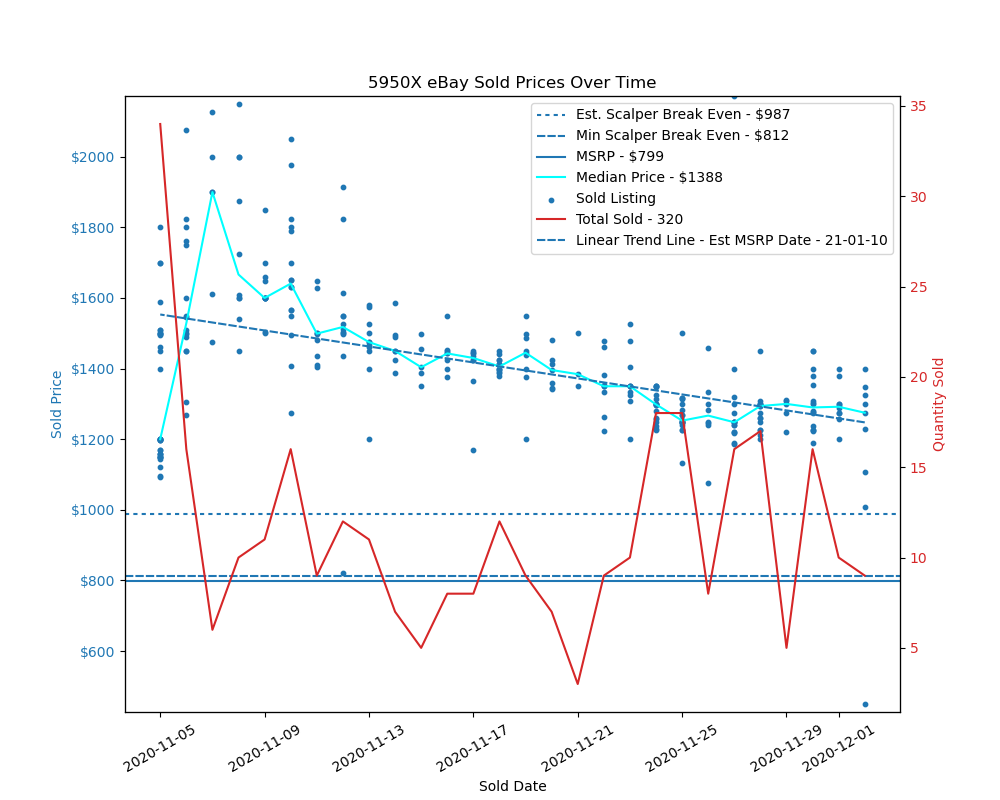 5950X eBay Sold Prices Over Time
Est. Scalper Break Even - $987
Min Scalper Break Even - $812
MSRP - $799
Median Price - $1388
Sold Listing
Total Sold - 320
Linear Trend Line - Est MSRP Date - 21-01-10
Sold Price
$2000
$1800
$1600
$1400
$1200
$1000
$800
$600
35
30
25
20
15
10
5
Quantity Sold
2020-11-05
2020-11-09
2020-11-13
2020-11-17
2020-11-21
2020-11-25
2020-11-29
2020-12-01
Sold Date